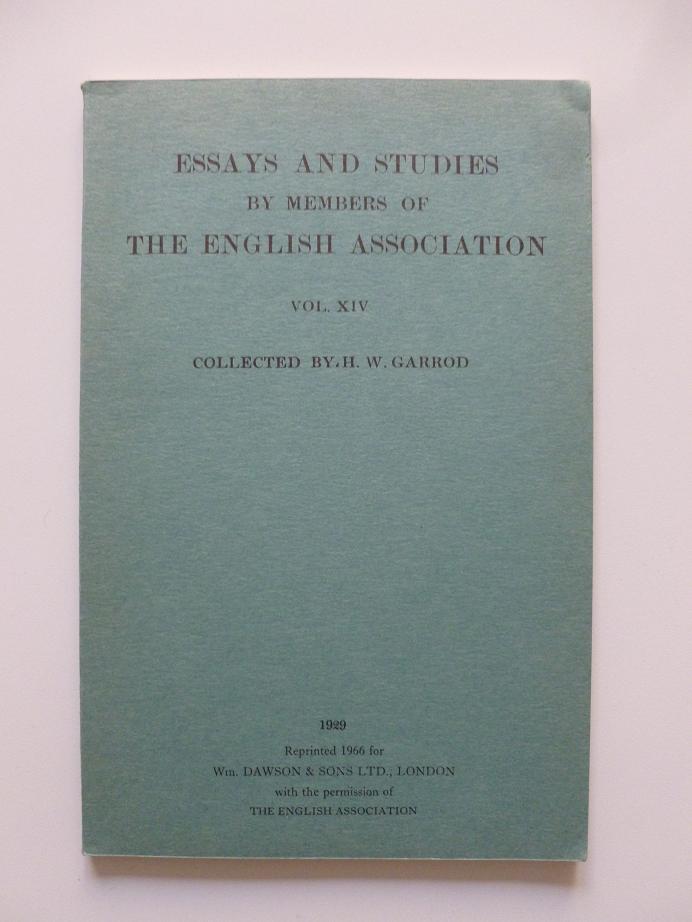 ESSAYS AND STUDIES
BY MEMBERS OF
THE ENGLISH ASSOCIATION
VOL. XIV
COLLECTED BY H. W. GARROD
1929
Reprinted 1966 for
Wm. DAWSON & SONS LTD., LONDON
with the permission of
THE ENGLISH ASSOCIATION